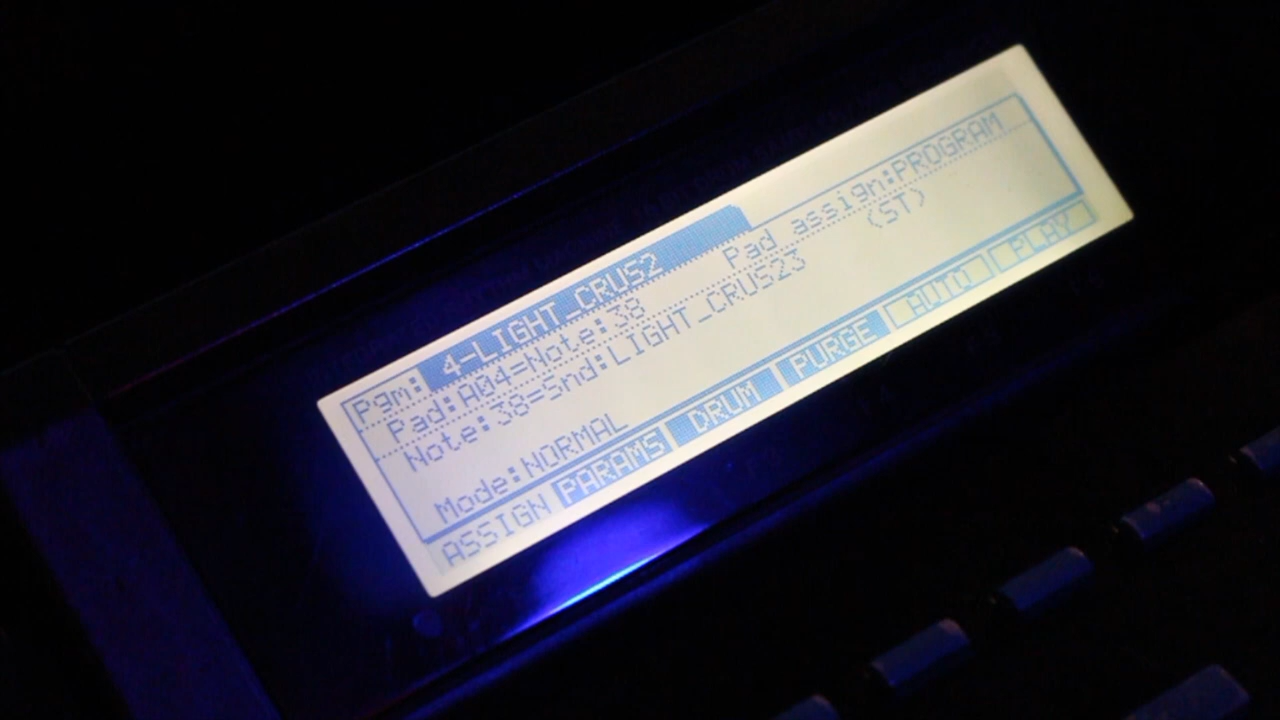 Pgm: 4-LIGHT_CRUS2
Pad:A04=Note:38 Pad assign:PROGRAM
Note:38=Snd:LIGHT_CRUS23 (ST)
Mode:NORMAL
ASSIGN PARAMS DRUM PURGE AUTO PLAY